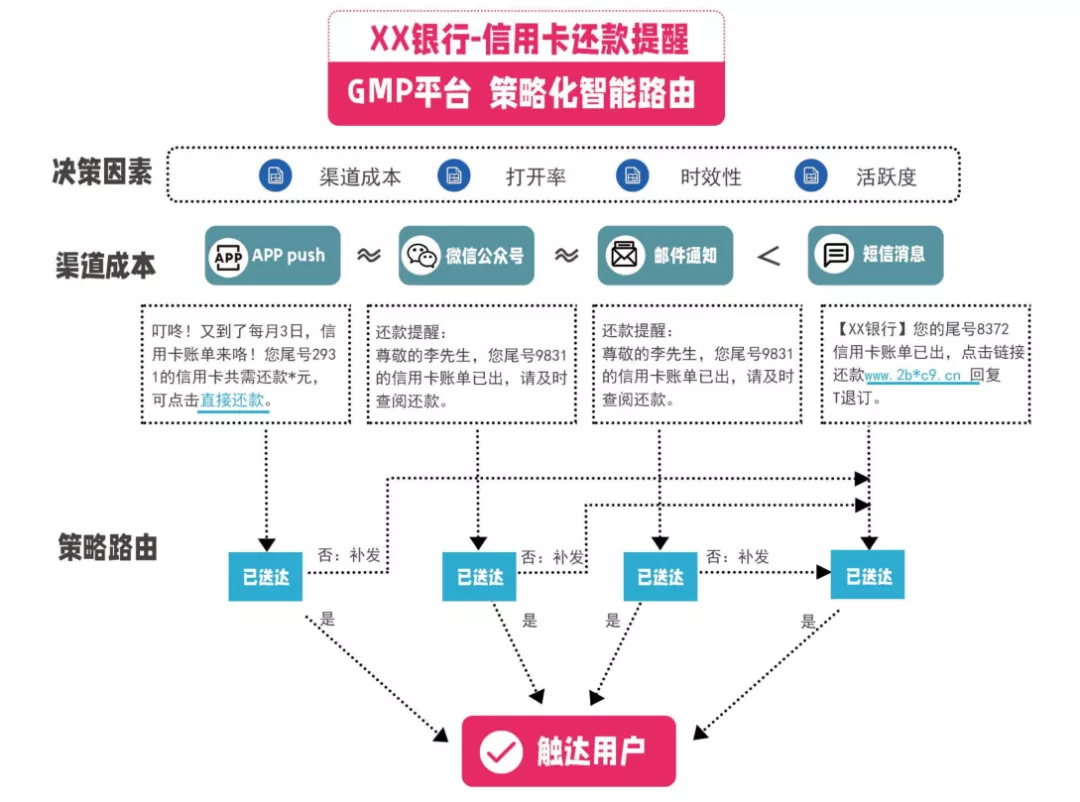 XX银行-信用卡还款提醒
GMP平台 策略化智能路由
决策因素
渠道成本
打开率
时效性
活跃度
渠道成本
APP
APP push
≈
微信公众号
≈
邮件通知
<
短信消息
叮咚！又到了每月3日，信
用卡账单来咯！您尾号293
1的信用卡共需还款*元，
可点击直接还款。
还款提醒：
尊敬的李先生，您尾号9831
的信用卡账单已出，请及时
查阅还款。
还款提醒：
尊敬的李先生，您尾号9831
的信用卡账单已出，请及时
查阅还款。
【XX银行】您的尾号8372
信用卡账单已出，点击链接
还款www.2b*c9.cn 回复
T退订。
策略路由
已送达
否：补发
已送达
否：补发
已送达
否：补发
已送达
是
是
是
是
触达用户